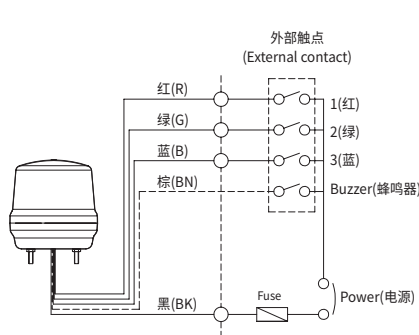 外部触点
(External contact)
红(R)
1(红)
绿(G)
2(绿)
蓝(B)
3(蓝)
棕(BN)
Buzzer(蜂鸣器)
黑(BK)
Fuse
Power(电源)